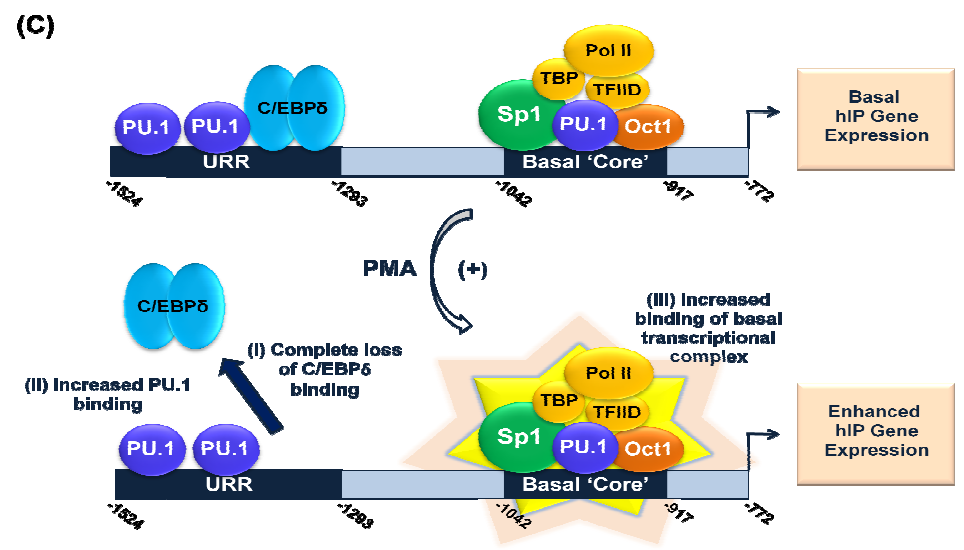 (C)
Pol II
TBP
TFIID
C/EBPδ
PU.1
PU.1
Sp1
PU.1
Oct1
URR
Basal ‘Core’
-1524
-1293
-1042
-917
-772
Basal
hIP Gene
Expression
PMA
(+)
C/EBPδ
(I) Complete loss
of C/EBPδ
binding
(II) Increased PU.1
binding
(III) Increased
binding of basal
transcriptional
complex
Pol II
TBP
TFIID
PU.1
PU.1
Sp1
PU.1
Oct1
URR
Basal ‘Core’
-1524
-1293
-1042
-917
-772
Enhanced
hIP Gene
Expression